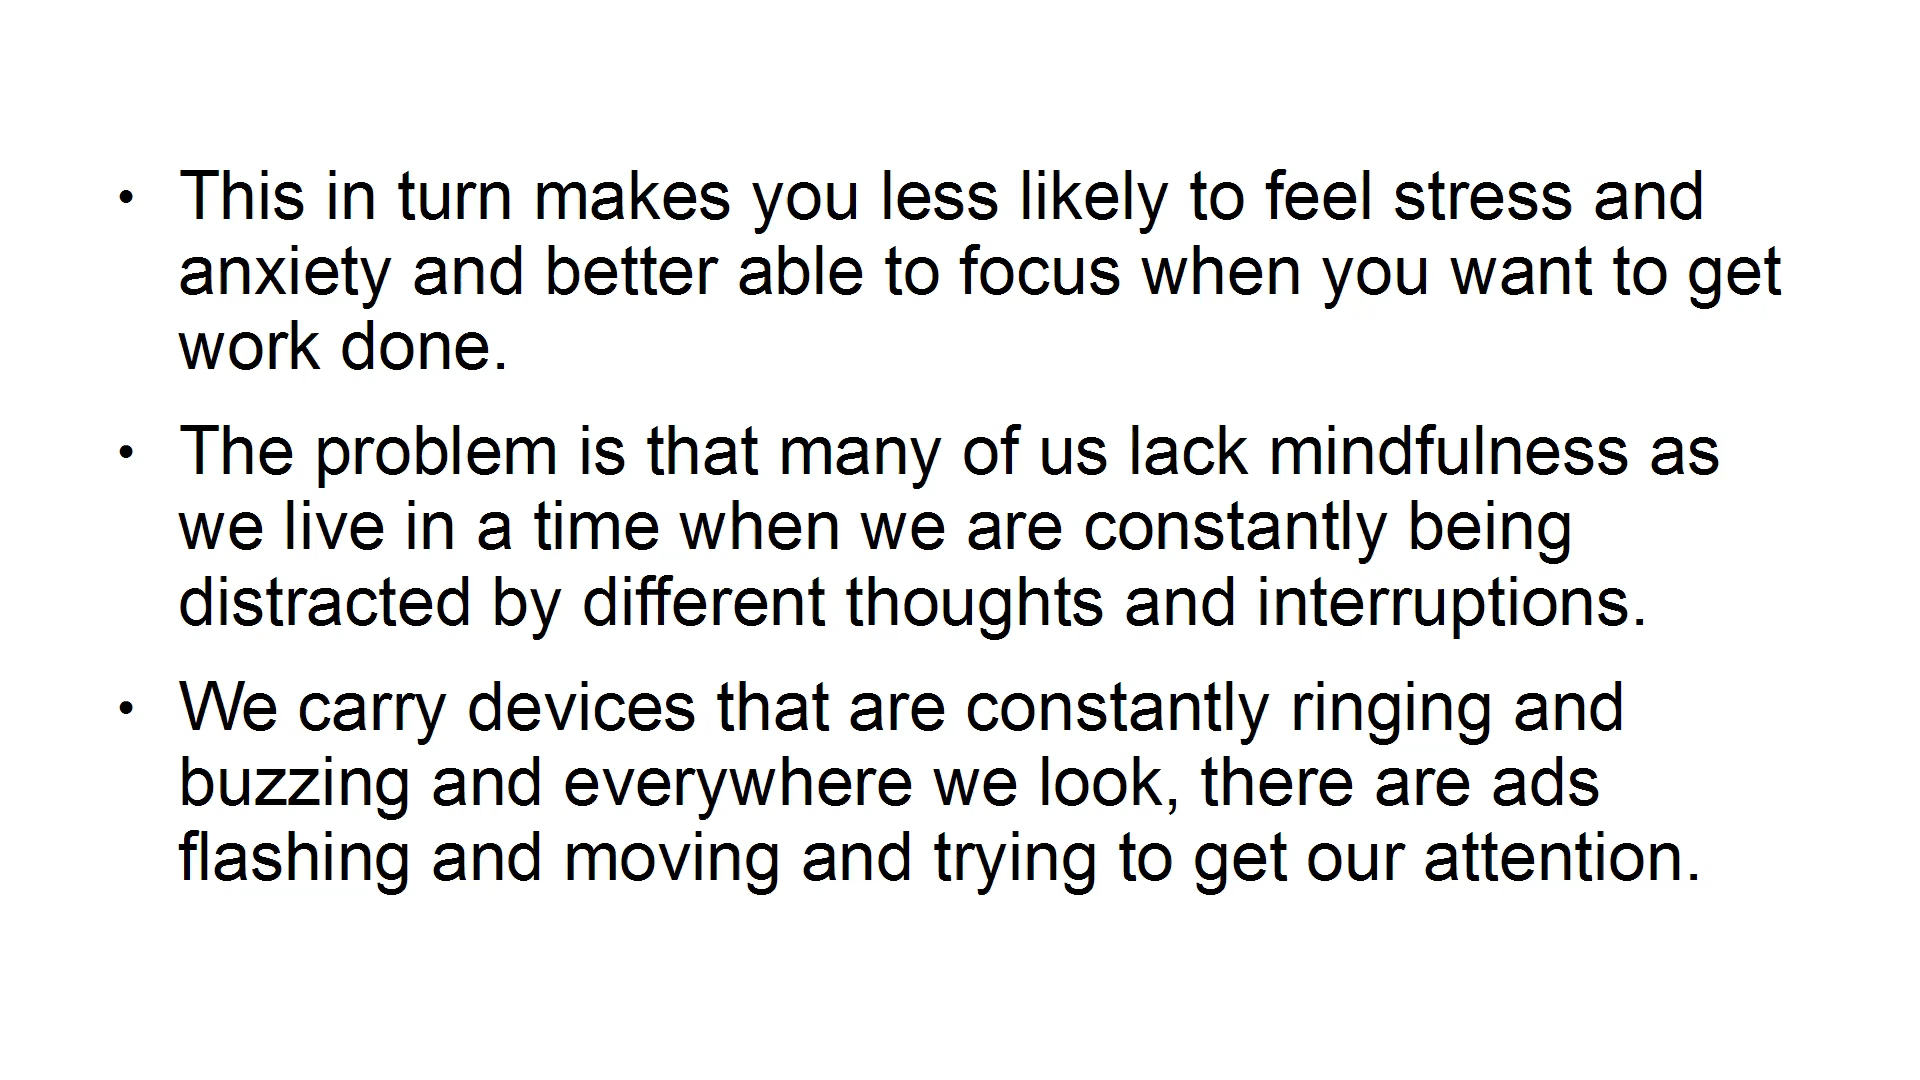 • This in turn makes you less likely to feel stress and
anxiety and better able to focus when you want to get
work done.
• The problem is that many of us lack mindfulness as
we live in a time when we are constantly being
distracted by different thoughts and interruptions.
• We carry devices that are constantly ringing and
buzzing and everywhere we look, there are ads
flashing and moving and trying to get our attention.